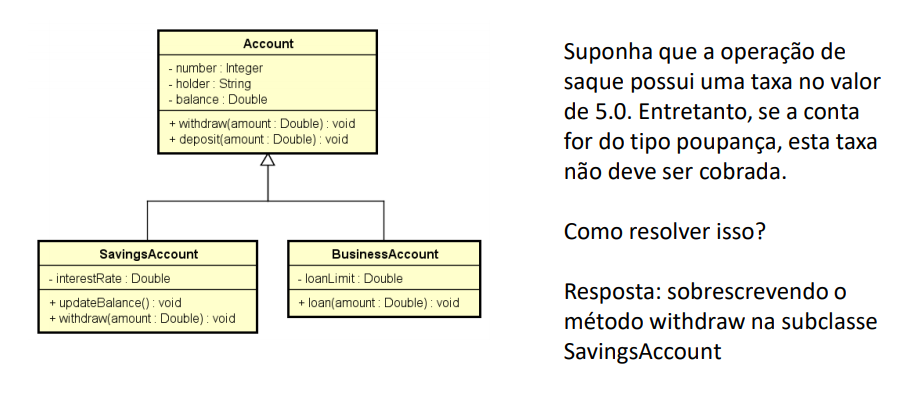 Account
- number : Integer
- holder : String
- balance : Double
+ withdraw(amount : Double) : void
+ deposit(amount : Double) : void
SavingsAccount
- interestRate : Double
+ updateBalance() : void
+ withdraw(amount : Double) : void
BusinessAccount
- loanLimit : Double
+ loan(amount : Double) : void
Suponha que a operação de
saque possui uma taxa no valor
de 5.0. Entretanto, se a conta
for do tipo poupança, esta taxa
não deve ser cobrada.
Como resolver isso?
Resposta: sobrescrevendo o
método withdraw na subclasse
SavingsAccount